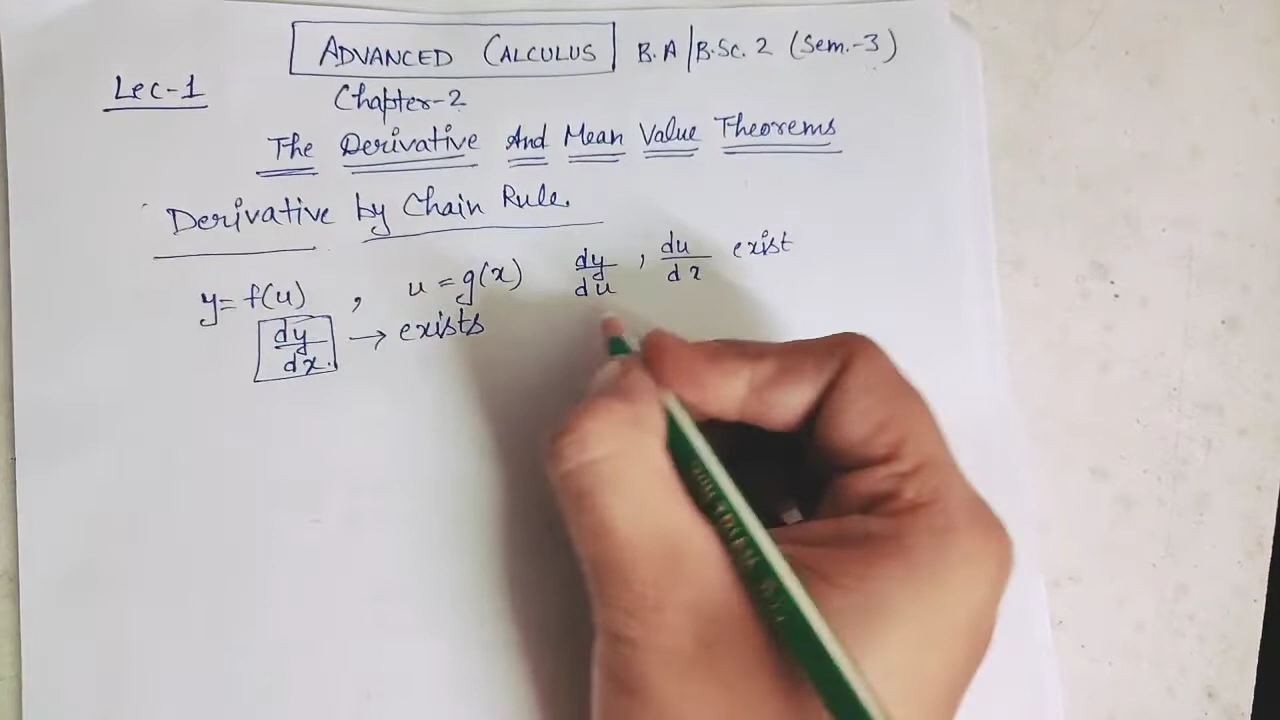 ADVANCED CALCULUS B.A/B.Sc. 2 (Sem.-3)
Lec-1
Chapter-2
The Derivative And Mean Value Theorems
Derivative by Chain Rule.
y = f(u) , u = g(x) dy/du , du/dx exist
dy/dx. → exists